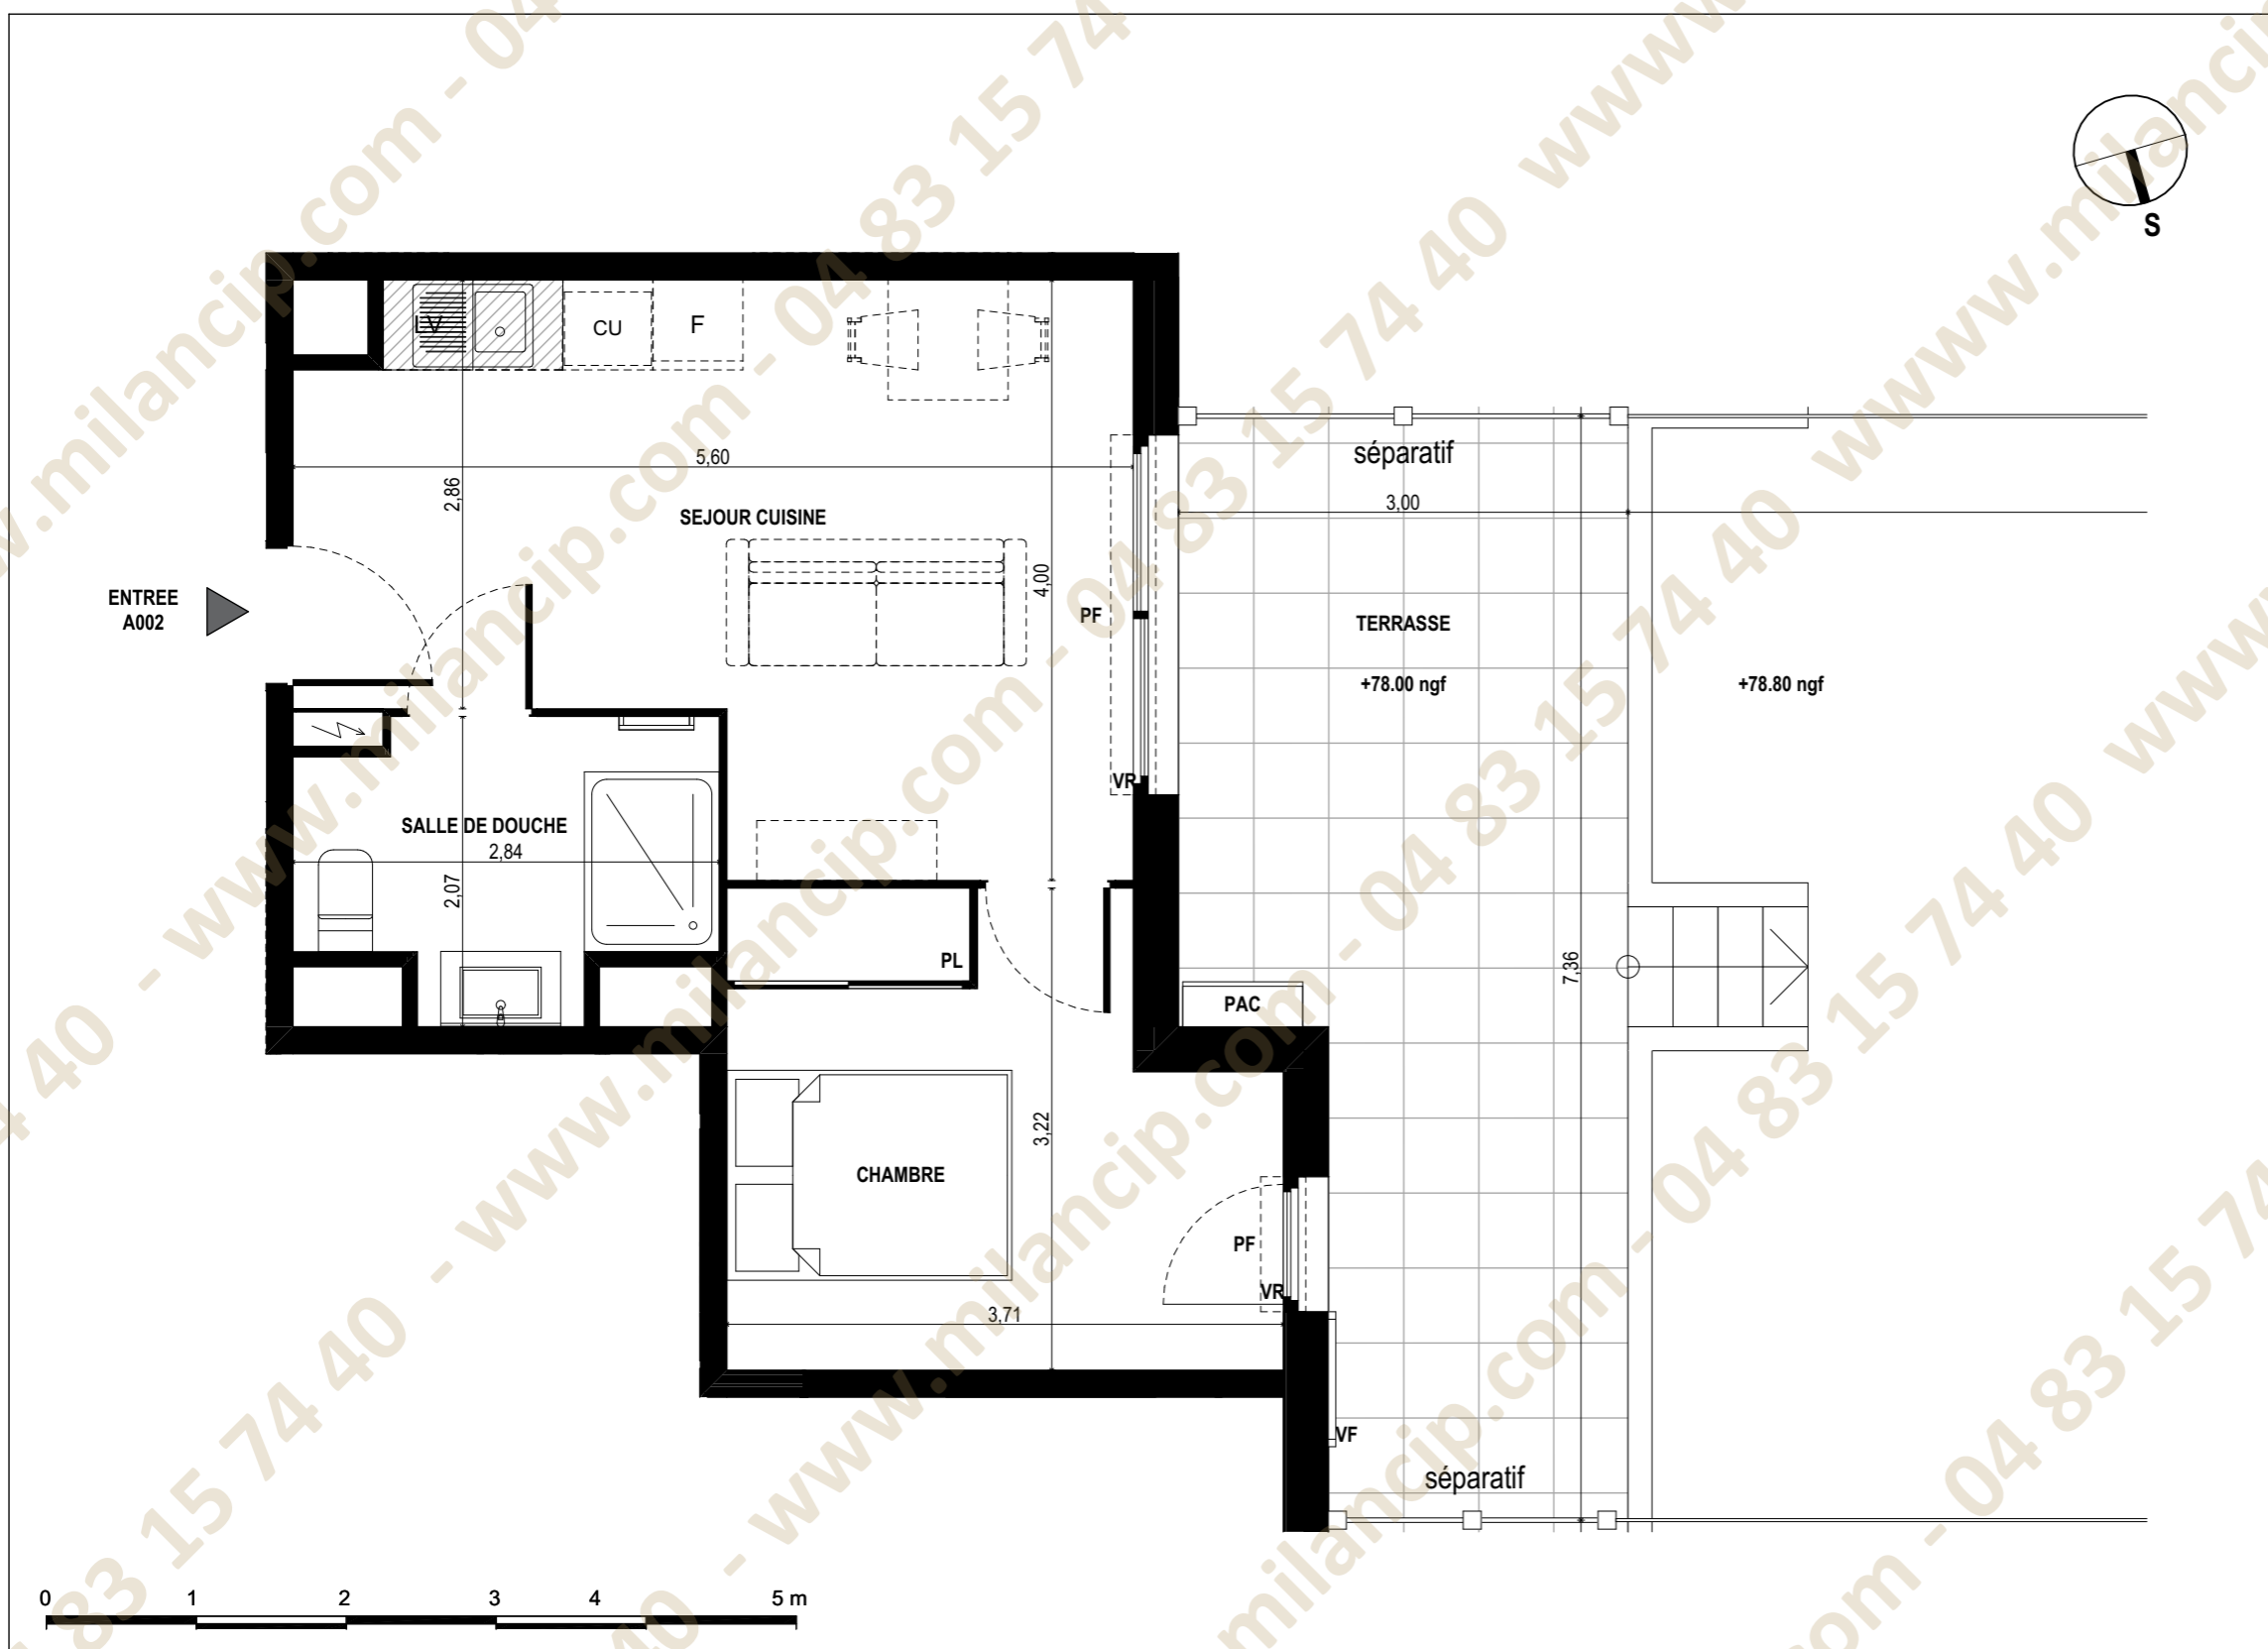 S
LV
CU
F
5,60
2,86
SEJOUR CUISINE
4,00
séparatif
3,00
ENTREE
A002
PF
TERRASSE
+78.00 ngf
+78.80 ngf
VR
SALLE DE DOUCHE
2,84
2,07
PL
PAC
7,36
3,22
CHAMBRE
PF
VR
3,71
VF
séparatif
0 1 2 3 4 5 m
www.milancip.com - 04 83 15 74 40